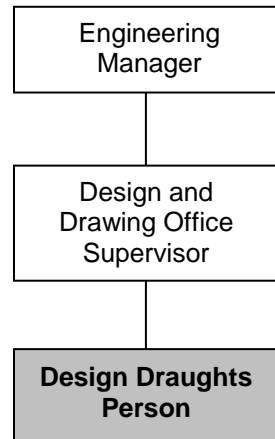 Engineering
Manager
Design and
Drawing Office
Supervisor
Design Draughts
Person